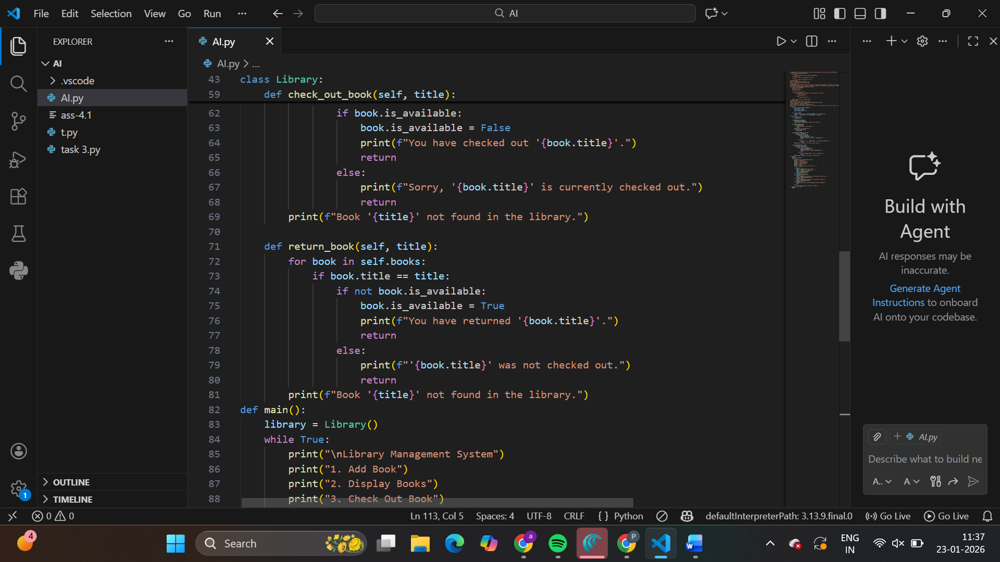 File Edit Selection View Go Run ...
AI
EXPLORER
AI
.vscode
AI.py
ass-4.1
t.py
task 3.py
OUTLINE
TIMELINE
AI.py
AI.py > ...
43 class Library:
59 def check_out_book(self, title):
62 if book.is_available:
63 book.is_available = False
64 print(f"You have checked out '{book.title}'.")
65 return
66 else:
67 print(f"Sorry, '{book.title}' is currently checked out.")
68 return
69 print(f"Book '{title}' not found in the library.")
70
71 def return_book(self, title):
72 for book in self.books:
73 if book.title == title:
74 if not book.is_available:
75 book.is_available = True
76 print(f"You have returned '{book.title}'.")
77 return
78 else:
79 print(f"'{book.title}' was not checked out.")
80 return
81 print(f"Book '{title}' not found in the library.")
82 def main():
83 library = Library()
84 while True:
85 print("\nLibrary Management System")
86 print("1. Add Book")
87 print("2. Display Books")
88 print("3. Check Out Book")
Build with
Agent
AI responses may be
inaccurate.
Generate Agent
Instructions to onboard
AI onto your codebase.
AI.py
Describe what to build ne
A.. A
1
0 0
Ln 113, Col 5 Spaces: 4 UTF-8 CRLF {} Python defaultInterpreterPath: 3.13.9.final.0 Go Live Go Live
4
Search
a
P
W
ENG
IN
11:37
23-01-2026